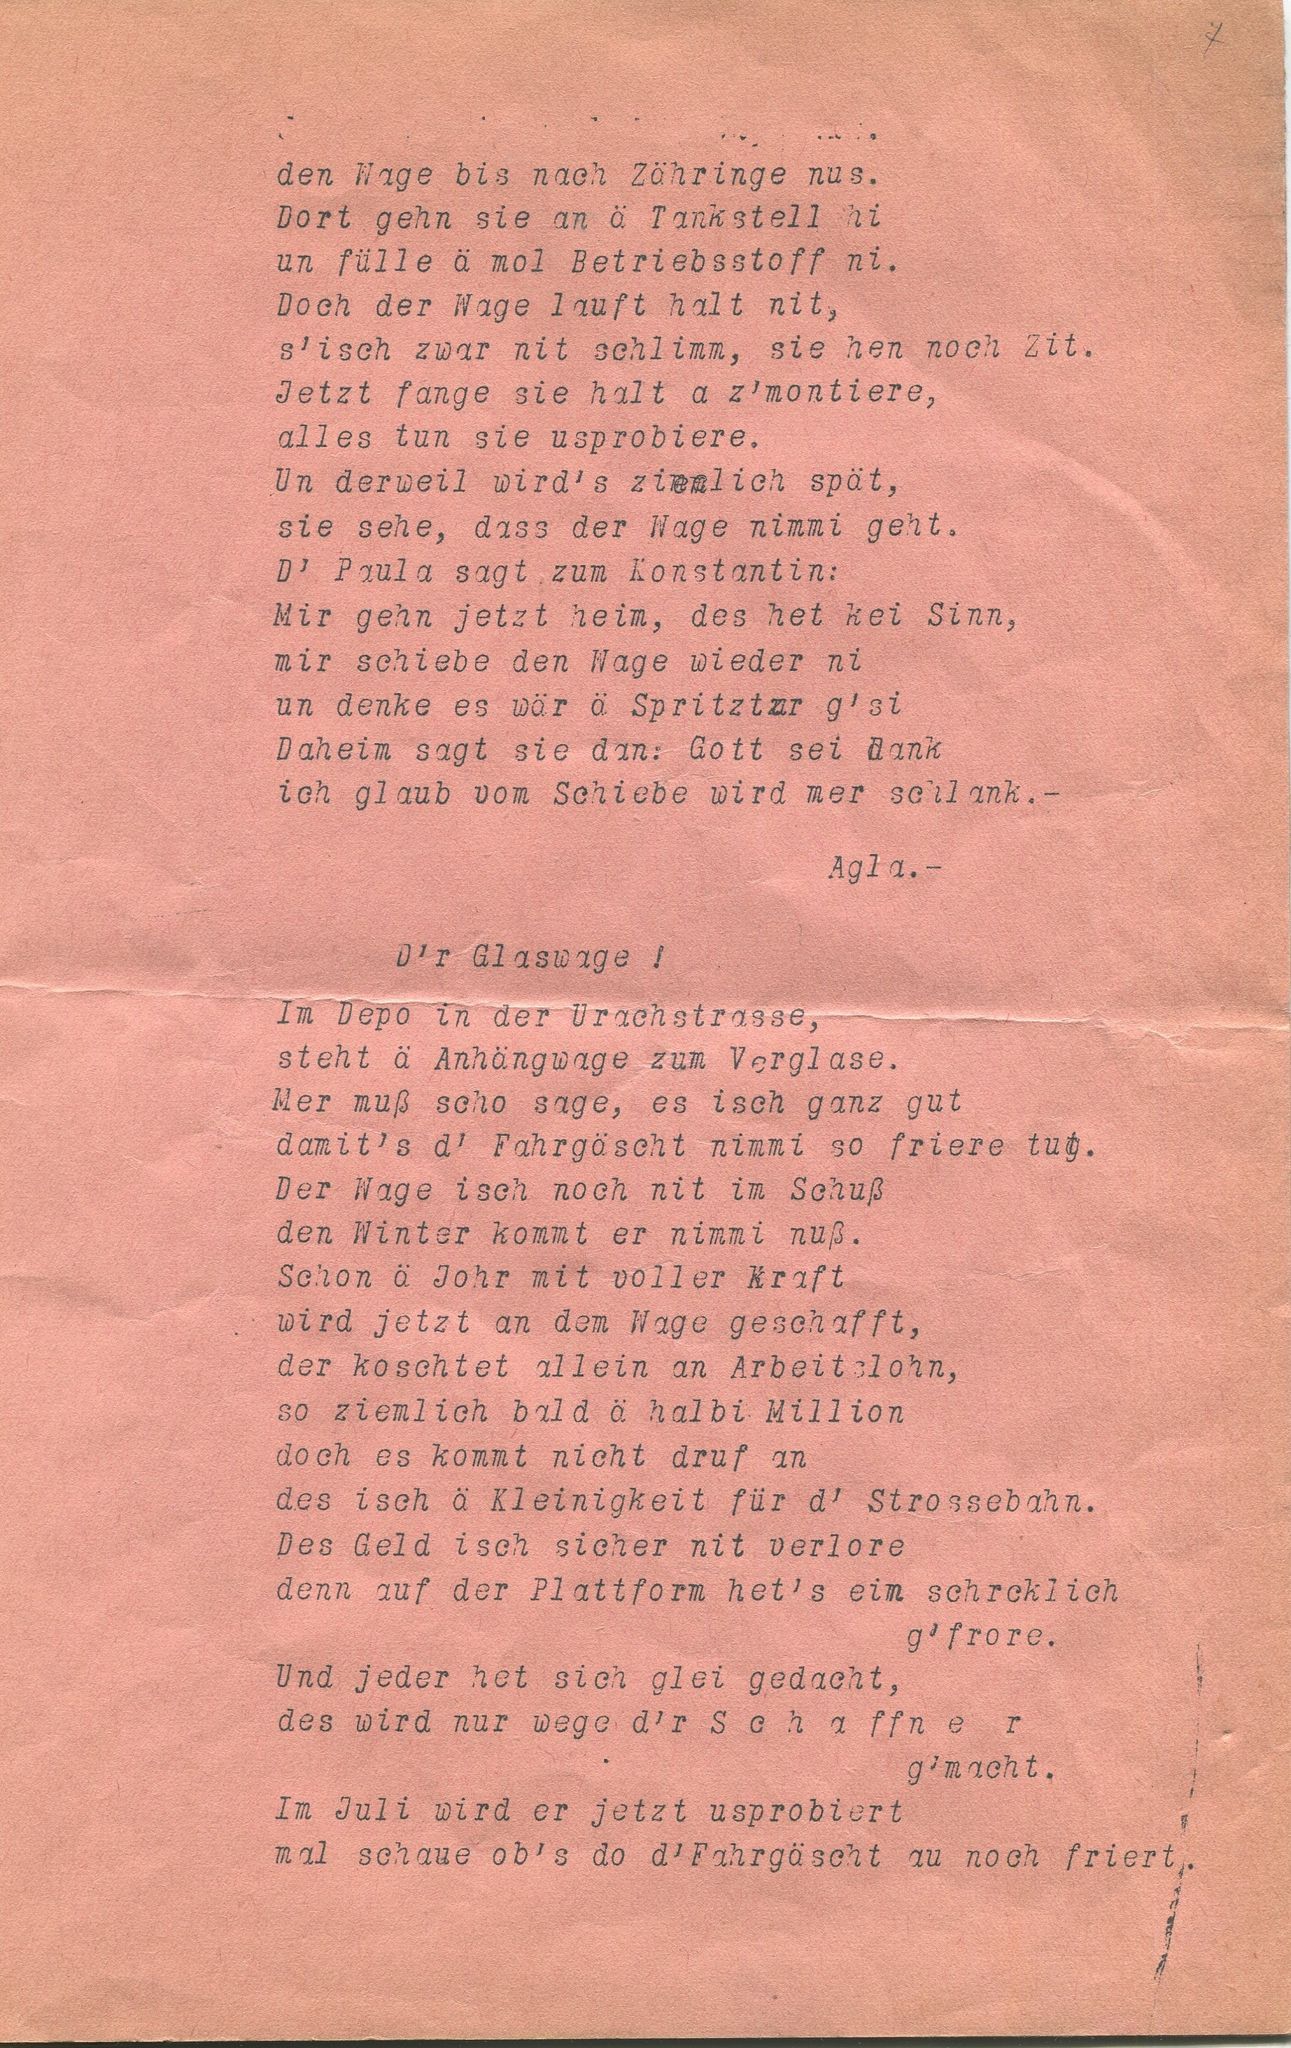 7
den Wage bis nach Zähringe nus.
Dort gehn sie an ä Tankstell hi
un fülle ä mol Betriebsstoff ni.
Doch der Wage lauft halt nit,
s'isch zwar nit schlimm, sie hen noch Zit.
Jetzt fange sie halt a z'montiere,
alles tun sie usprobiere.
Un derweil wird's ziemlich spät,
sie sehe, dass der Wage nimmi geht.
D' Paula sagt zum Konstantin:
Mir gehn jetzt heim, des het kei Sinn,
mir schiebe den Wage wieder ni
un denke es wär ä Spritztur g'si
Daheim sagt sie dan: Gott sei Dank
ich glaub vom Schiebe wird mer schlank.-
Agla.-
D'r Glaswage !
Im Depo in der Urachstrasse,
steht ä Anhängwage zum Verglase.
Mer muß scho sage, es isch ganz gut
damit's d' Fahrgäscht nimmi so friere tut.
Der Wage isch noch nit im Schuß
den Winter kommt er nimmi nuß.
Schon ä Johr mit voller Kraft
wird jetzt an dem Wage geschafft,
der koschtet allein an Arbeitslohn,
so ziemlich bald ä halbi Million
doch es kommt nicht druf an
des isch ä Kleinigkeit für d' Strossebahn.
Des Geld isch sicher nit verlore
denn auf der Plattform het's eim schrcklich
g'frore.
Und jeder het sich glei gedacht,
des wird nur wege d'r S c h a ffn e r
g'macht.
Im Juli wird er jetzt usprobiert
mal schaue ob's do d'Fahrgäscht au noch friert.